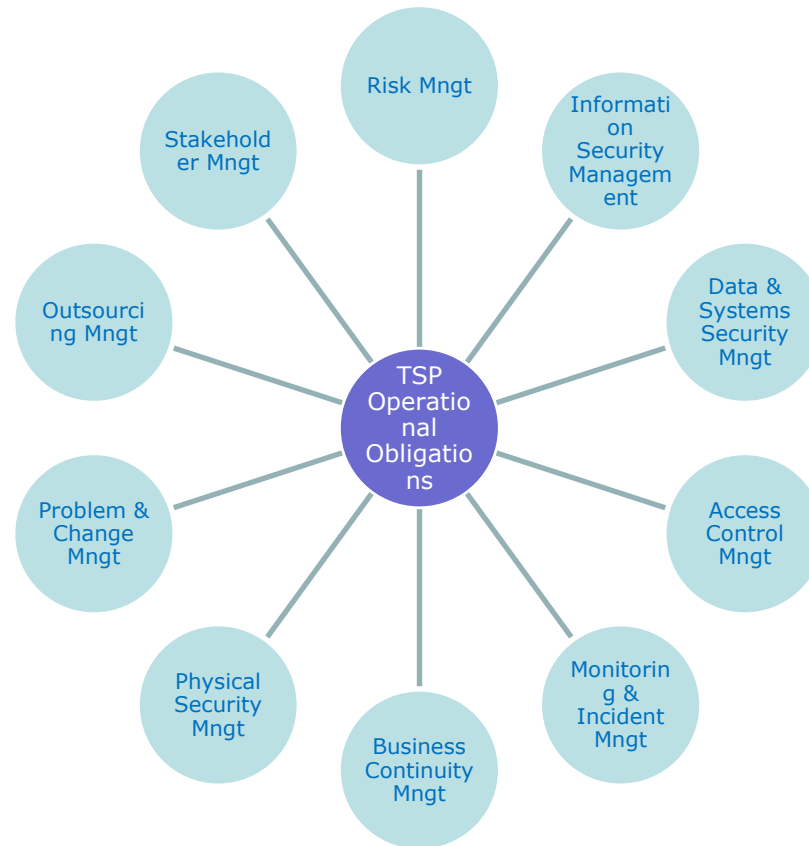 Risk Mngt
Informati
on
Security
Managem
ent
Data &
Systems
Security
Mngt
Access
Control
Mngt
Monitorin
g &
Incident
Mngt
Business
Continuity
Mngt
Physical
Security
Mngt
Problem &
Change
Mngt
Outsourci
ng Mngt
Stakehold
er Mngt
TSP
Operatio
nal
Obligatio
ns